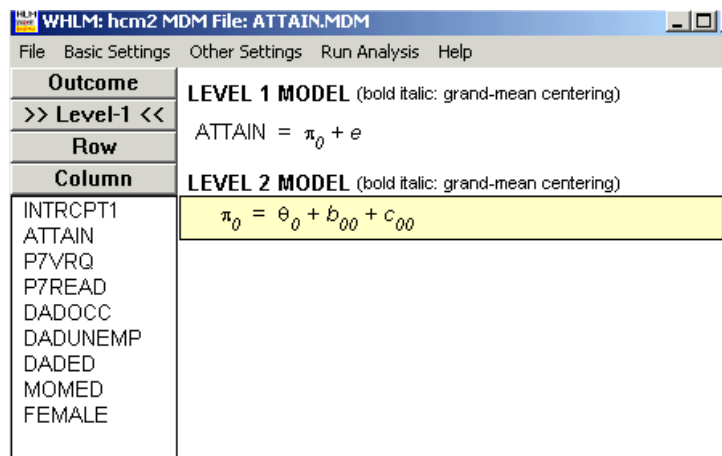 WHLM: hcm2 MDM File: ATTAIN.MDM
File Basic Settings Other Settings Run Analysis Help
Outcome
>> Level-1 <<
Row
Column
INTRCPT1
ATTAIN
P7VRQ
P7READ
DADOCC
DADUNEMP
DADED
MOMED
FEMALE
LEVEL 1 MODEL (bold italic: grand-mean centering)
ATTAIN = π₀ + e
LEVEL 2 MODEL (bold italic: grand-mean centering)
π₀ = θ₀ + b₀₀ + c₀₀